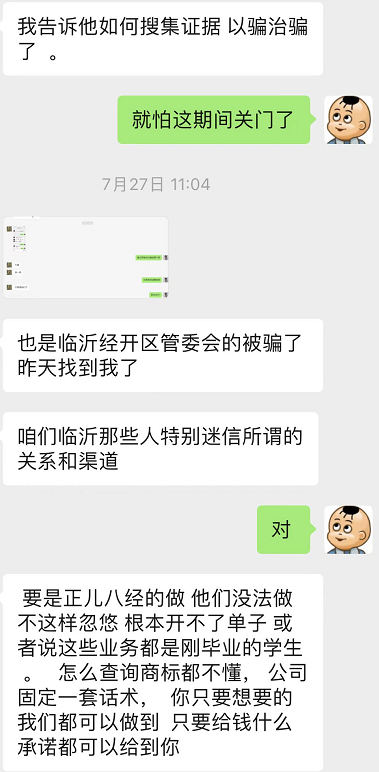 我告诉他如何搜集证据 以骗治骗
了 。
就怕这期间关门了
7月27日 11:04
也是临沂经开区管委会的被骗了
昨天找到我了
咱们临沂那些人特别迷信所谓的
关系和渠道
对
要是正儿八经的做 他们没法做
不这样忽悠 根本开不了单子 或
者说这些业务都是刚毕业的学生
。 怎么查询商标都不懂， 公司
固定一套话术， 你只要想要的
我们都可以做到 只要给钱什么
承诺都可以给到你